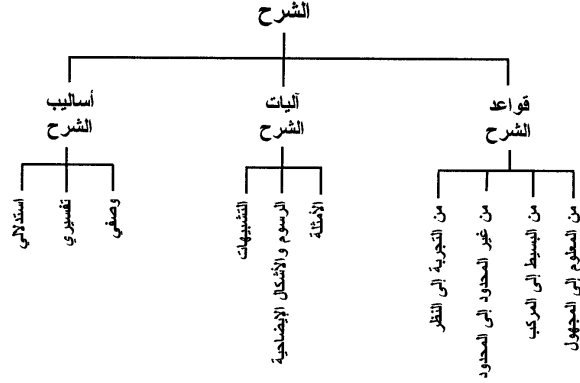 الشرح
قواعد
الشرح
آليات
الشرح
أساليب
الشرح
من المعلوم إلى المجهول
من البسيط إلى المركب
من غير المحدود إلى المحدود
من التجربة إلى النظر
الأمثلة
الرسوم والأشكال الإيضاحية
التشبيهات
وصفي
تفسيري
استدلالي